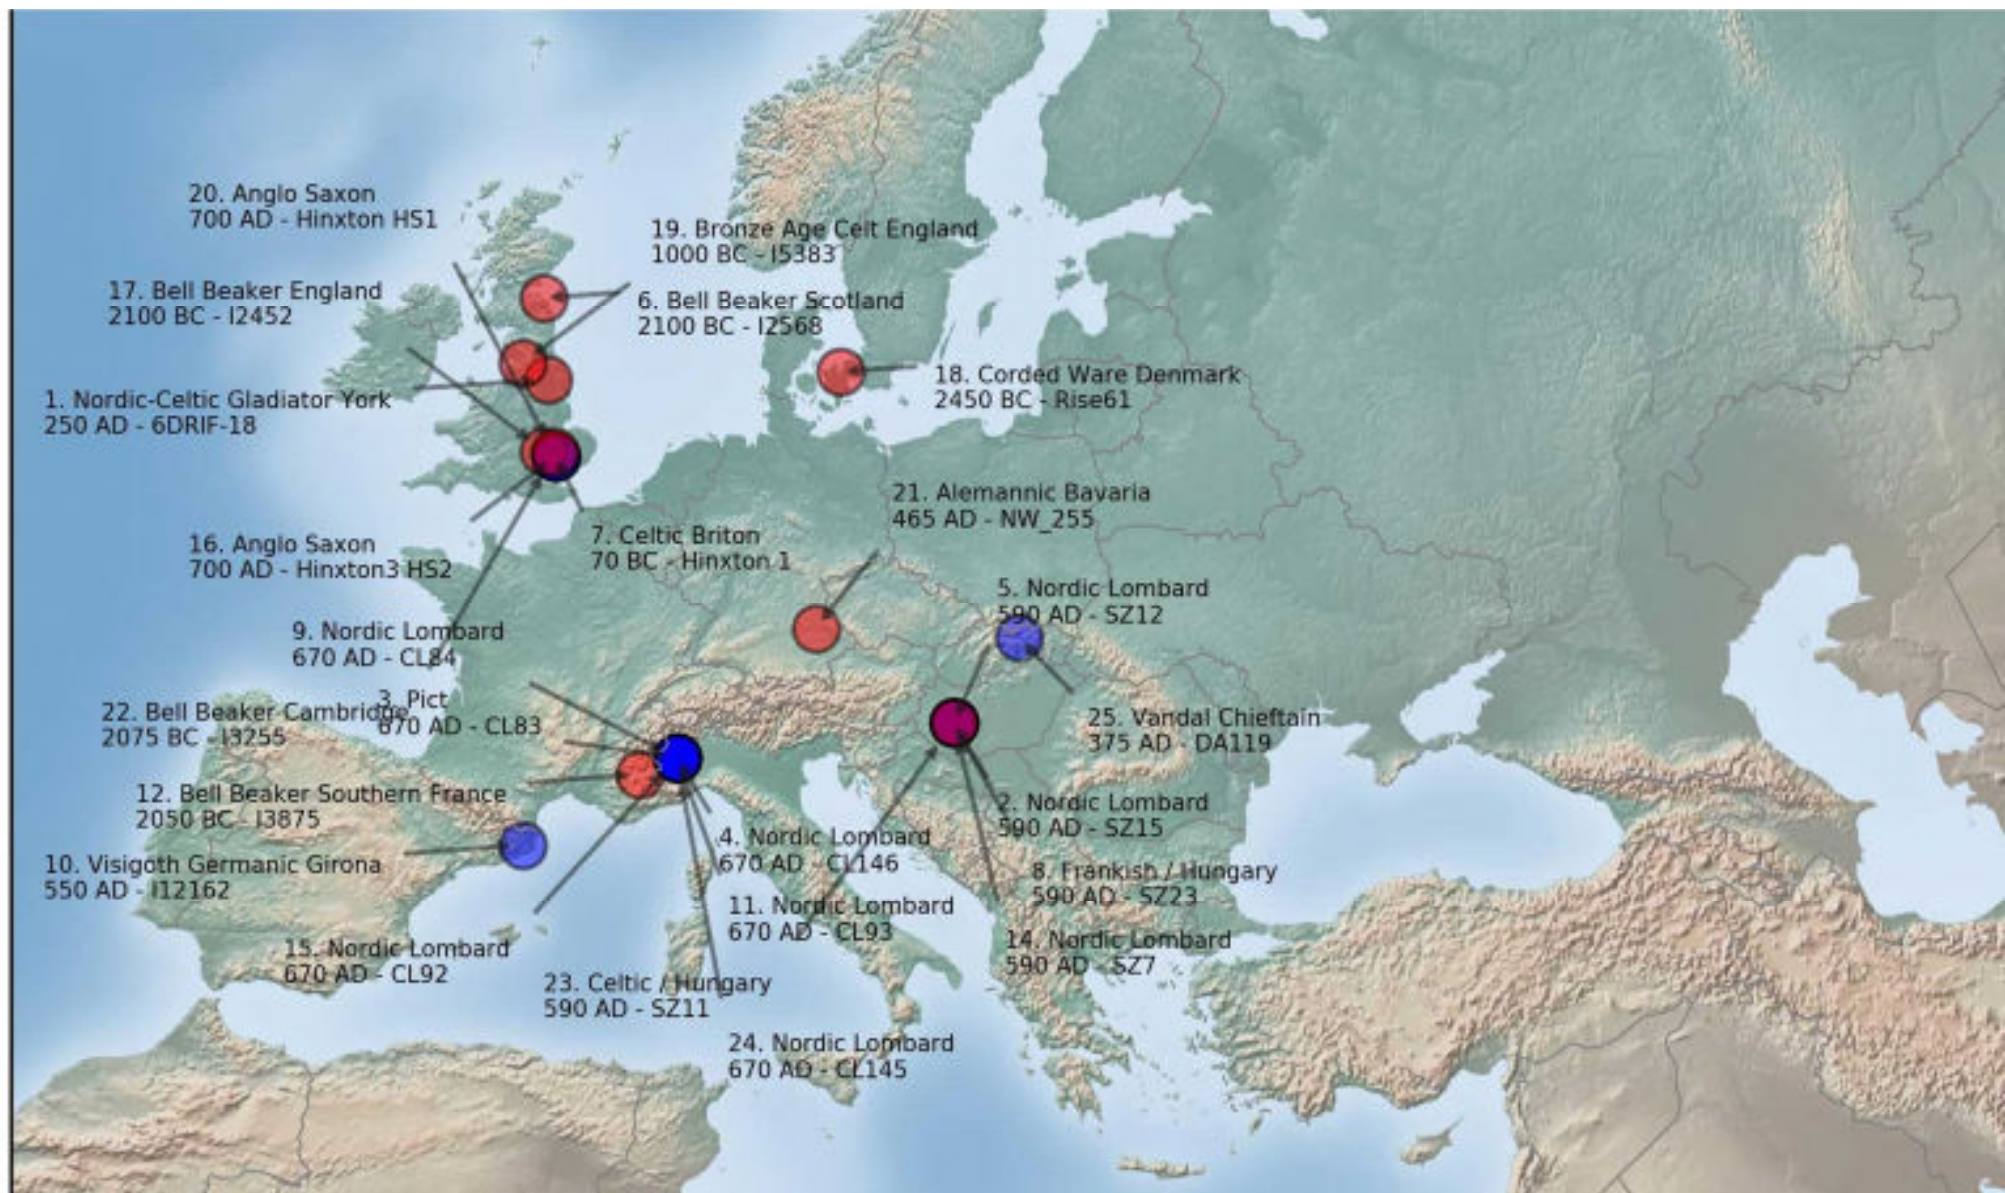 20. Anglo Saxon
700 AD - Hinxton HS1
19. Bronze Age Celt England
1000 BC - I5383
17. Bell Beaker England
2100 BC - I2452
6. Bell Beaker Scotland
2100 BC - I2568
1. Nordic-Celtic Gladiator York
250 AD - 6DRIF-18
18. Corded Ware Denmark
2450 BC - Rise61
21. Alemannic Bavaria
465 AD - NW_255
16. Anglo Saxon
700 AD - Hinxton3 HS2
7. Celtic Briton
70 BC - Hinxton 1
5. Nordic Lombard
590 AD - SZ12
9. Nordic Lombard
670 AD - CL84
3. Pict
670 AD - CL83
22. Bell Beaker Cambridge
2075 BC - I3255
25. Vandal Chieftain
375 AD - DA119
12. Bell Beaker Southern France
2050 BC - I3875
2. Nordic Lombard
590 AD - SZ15
4. Nordic Lombard
670 AD - CL146
10. Visigoth Germanic Girona
550 AD - I12162
8. Frankish / Hungary
590 AD - SZ23
11. Nordic Lombard
670 AD - CL93
14. Nordic Lombard
590 AD - SZ7
15. Nordic Lombard
670 AD - CL92
23. Celtic / Hungary
590 AD - SZ11
24. Nordic Lombard
670 AD - CL145